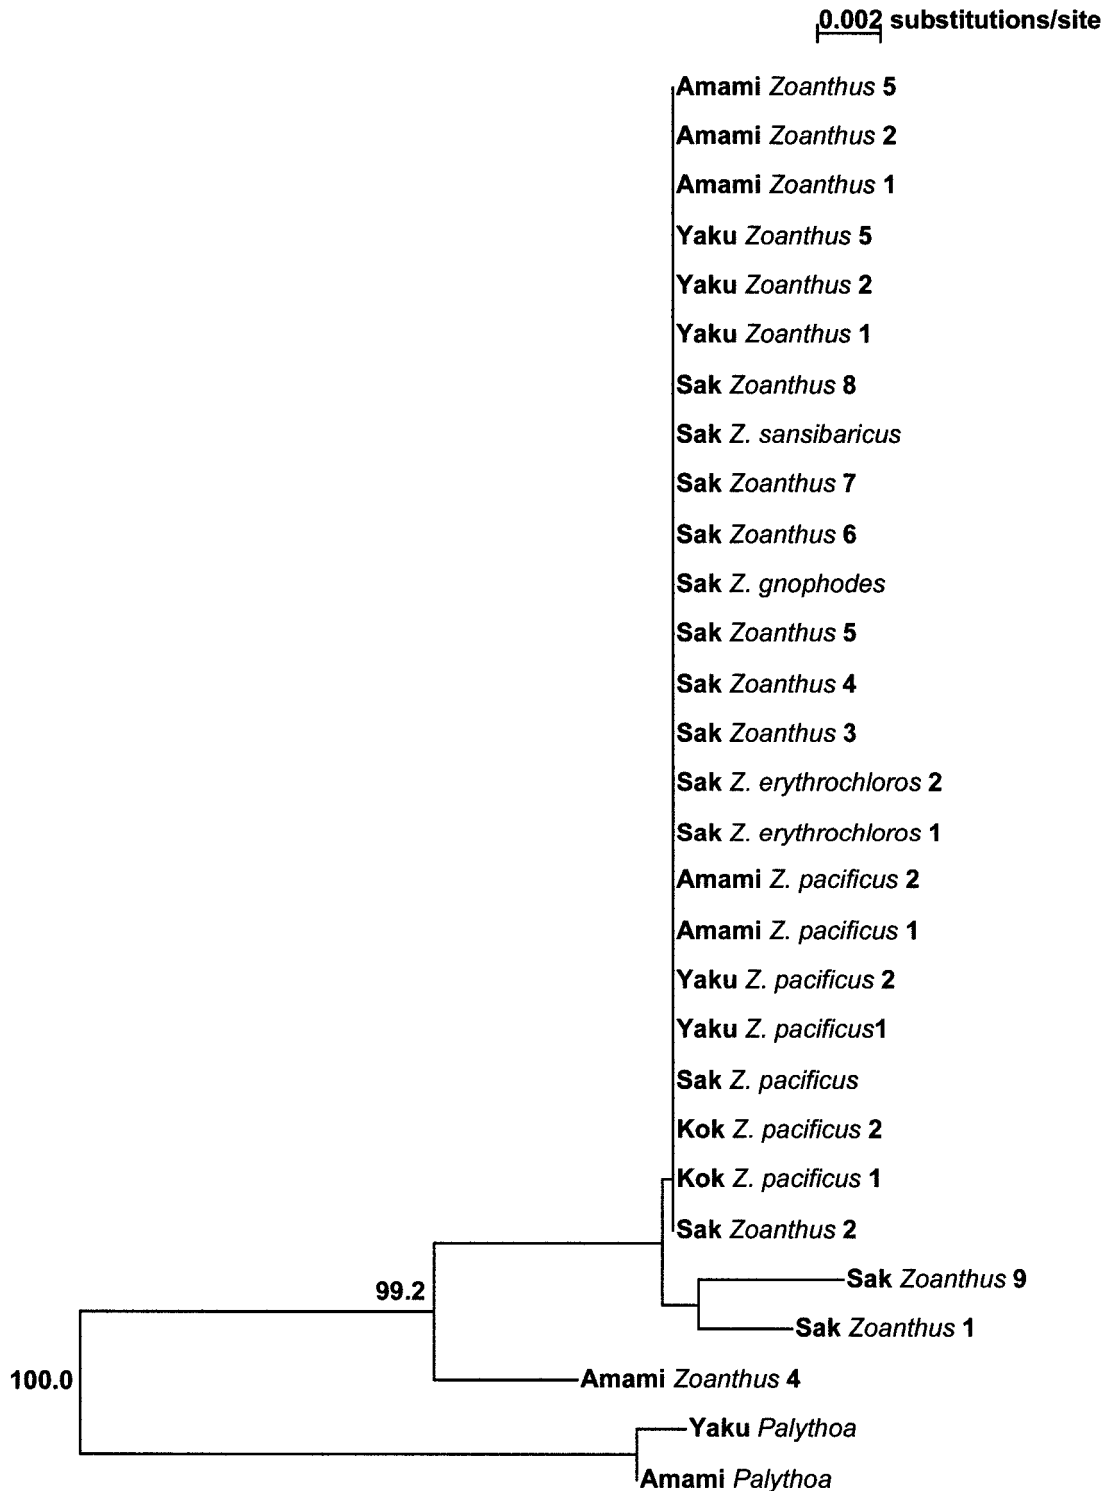 0.002 substitutions/site
Amami Zoanthus 5
Amami Zoanthus 2
Amami Zoanthus 1
Yaku Zoanthus 5
Yaku Zoanthus 2
Yaku Zoanthus 1
Sak Zoanthus 8
Sak Z. sansibaricus
Sak Zoanthus 7
Sak Zoanthus 6
Sak Z. gnophodes
Sak Zoanthus 5
Sak Zoanthus 4
Sak Zoanthus 3
Sak Z. erythrochloros 2
Sak Z. erythrochloros 1
Amami Z. pacificus 2
Amami Z. pacificus 1
Yaku Z. pacificus 2
Yaku Z. pacificus1
Sak Z. pacificus
Kok Z. pacificus 2
Kok Z. pacificus 1
Sak Zoanthus 2
Sak Zoanthus 9
99.2
Sak Zoanthus 1
Amami Zoanthus 4
100.0
Yaku Palythoa
Amami Palythoa